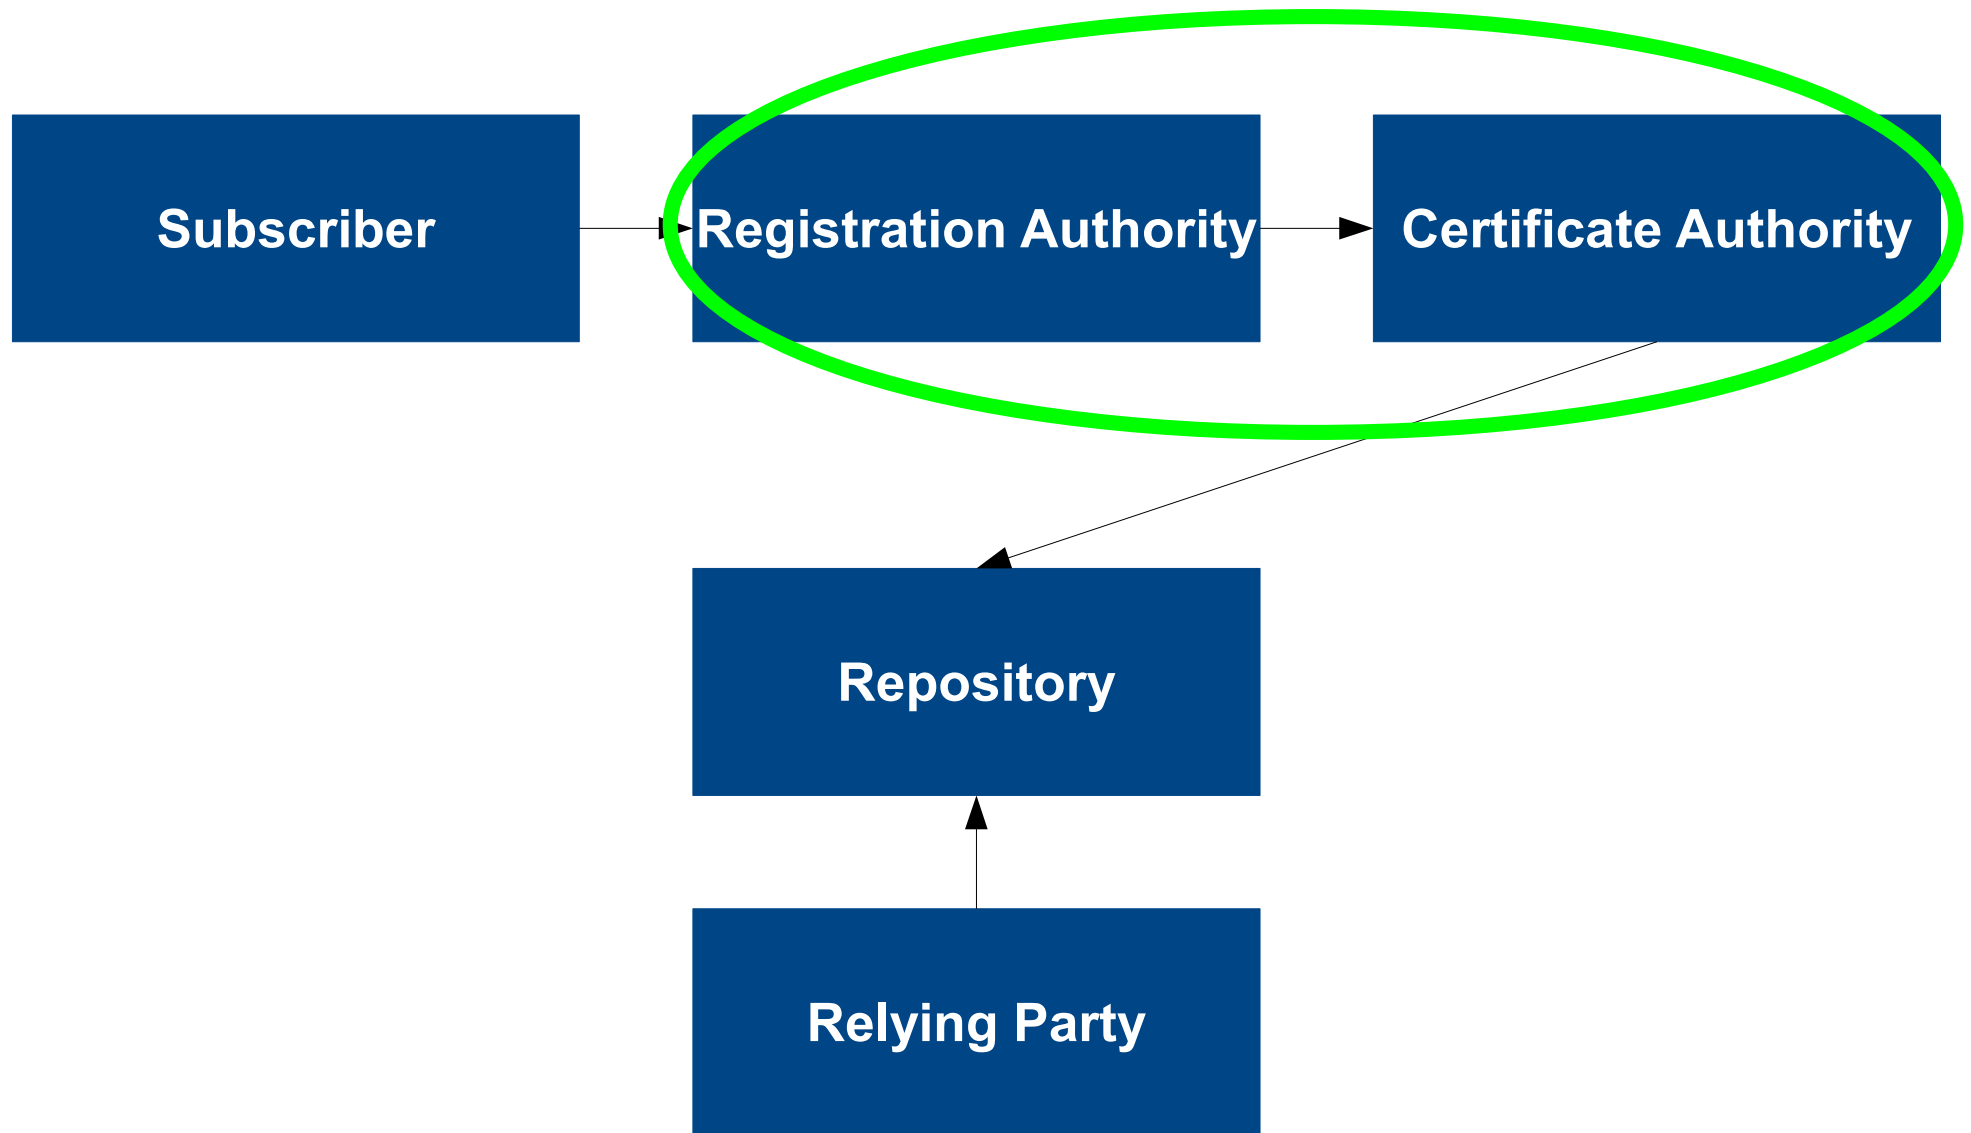 Subscriber
Registration Authority
Certificate Authority
Repository
Relying Party